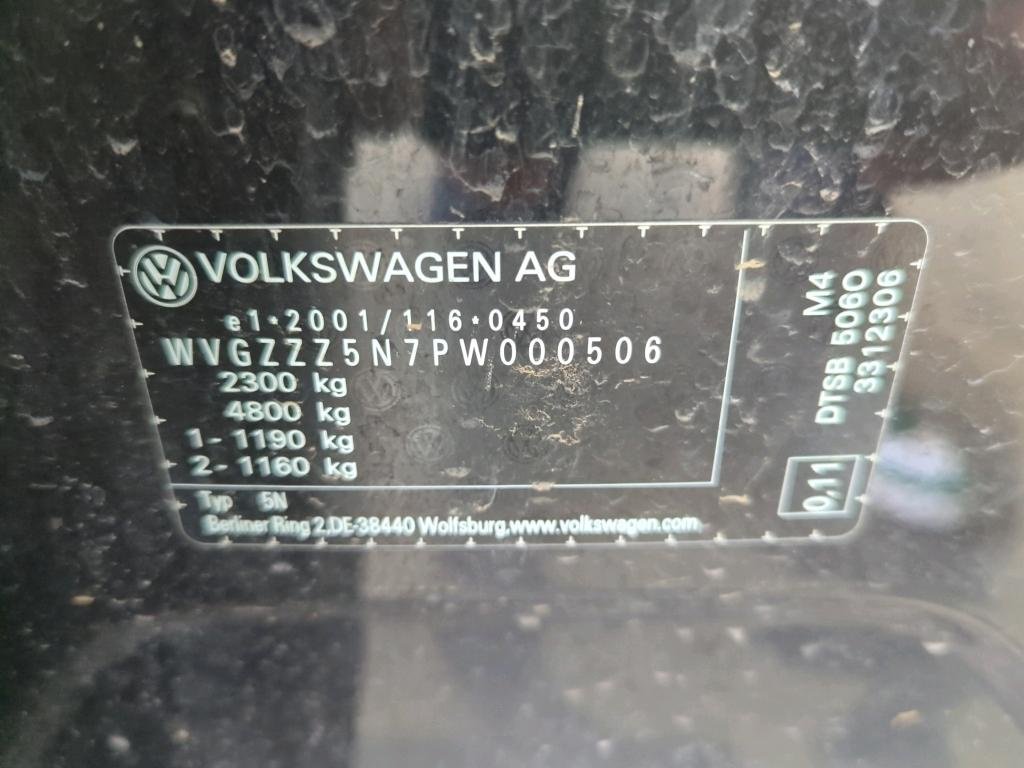 VOLKSWAGEN AG
e1*2001/116*0450
WVGZZZ5N7PW000506
2300 kg
4800 kg
1- 1190 kg
2- 1160 kg
Typ 5N
Berliner Ring 2,DE-38440 Wolfsburg,www.volkswagen.com
M4
DTSB 5060
3312306
0,11